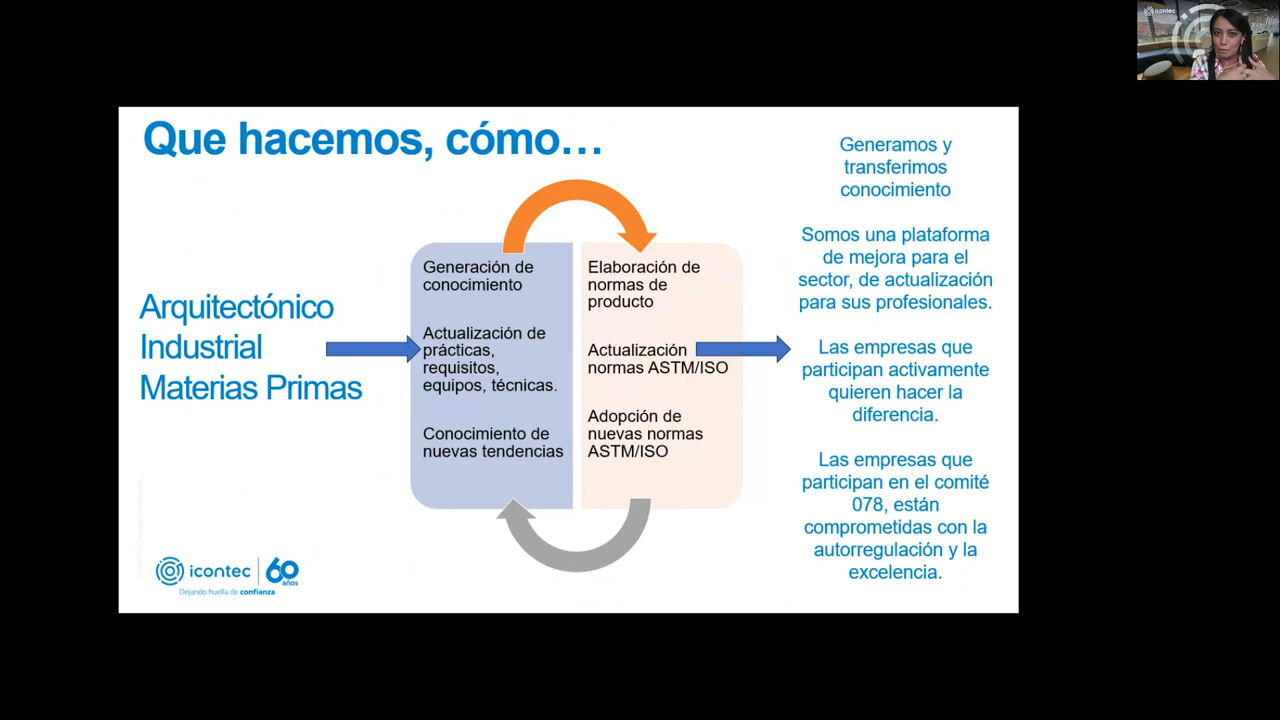 icontec
Que hacemos, cómo…
Arquitectónico
Industrial
Materias Primas
Generación de
conocimiento
Actualización de
prácticas,
requisitos,
equipos, técnicas.
Conocimiento de
nuevas tendencias
Elaboración de
normas de
producto
Actualización
normas ASTM/ISO
Adopción de
nuevas normas
ASTM/ISO
Generamos y
transferimos
conocimiento
Somos una plataforma
de mejora para el
sector, de actualización
para sus profesionales.
Las empresas que
participan activamente
quieren hacer la
diferencia.
Las empresas que
participan en el comité
078, están
comprometidas con la
autorregulación y la
excelencia.
icontec
60
años
Dejando huella de confianza